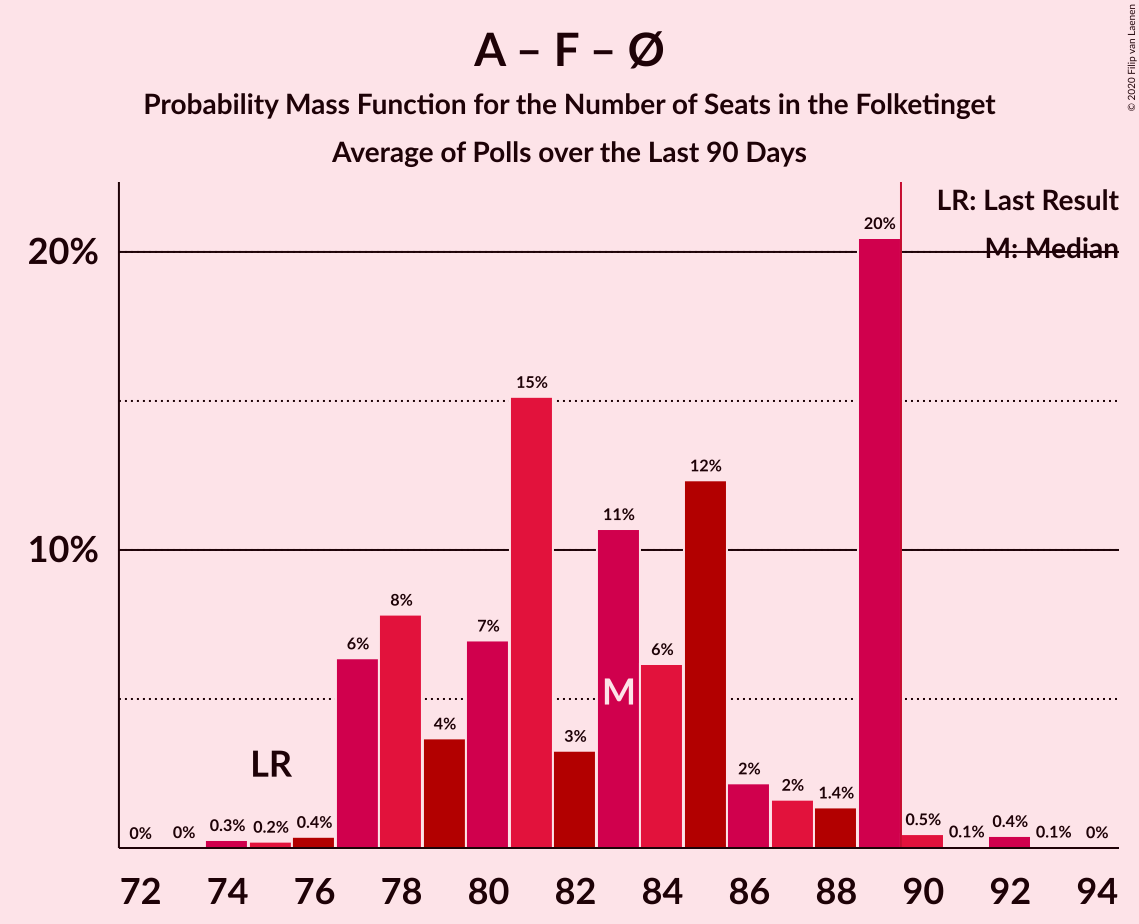 A – F – Ø
Probability Mass Function for the Number of Seats in the Folketinget
Average of Polls over the Last 90 Days
© 2020 Filip van Laenen
LR: Last Result
M: Median
20%
10%
0%
0%
0.3%
0.2%
0.4%
6%
8%
4%
7%
15%
3%
11%
6%
12%
2%
2%
1.4%
20%
0.5%
0.1%
0.4%
0.1%
0%
LR
M
72 74 76 78 80 82 84 86 88 90 92 94